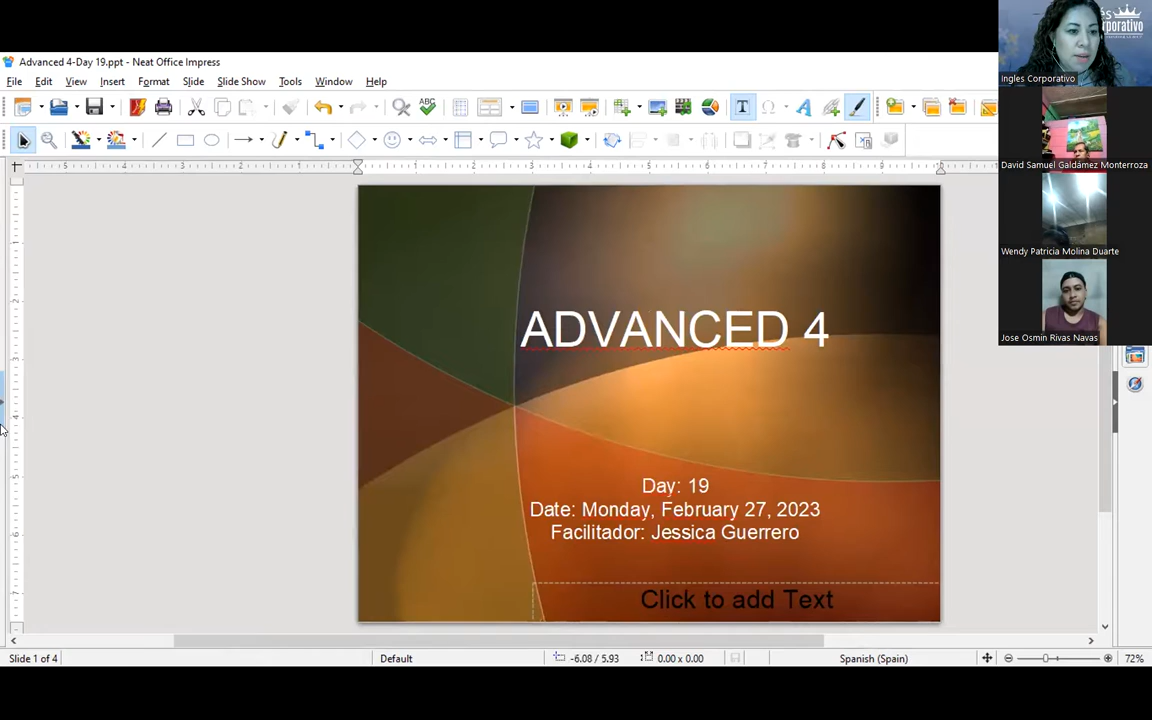 Advanced 4-Day 19.ppt - Neat Office Impress
File Edit View Insert Format Slide Slide Show Tools Window Help
ADVANCED 4
Day: 19
Date: Monday, February 27, 2023
Facilitador: Jessica Guerrero
Click to add Text
Slide 1 of 4
Default
-6.08 / 5.93
0.00 x 0.00
Spanish (Spain)
72%
orporativo
Ingles Corporativo
David Samuel Galdámez Monterroza
Wendy Patricia Molina Duarte
Jose Osmin Rivas Navas